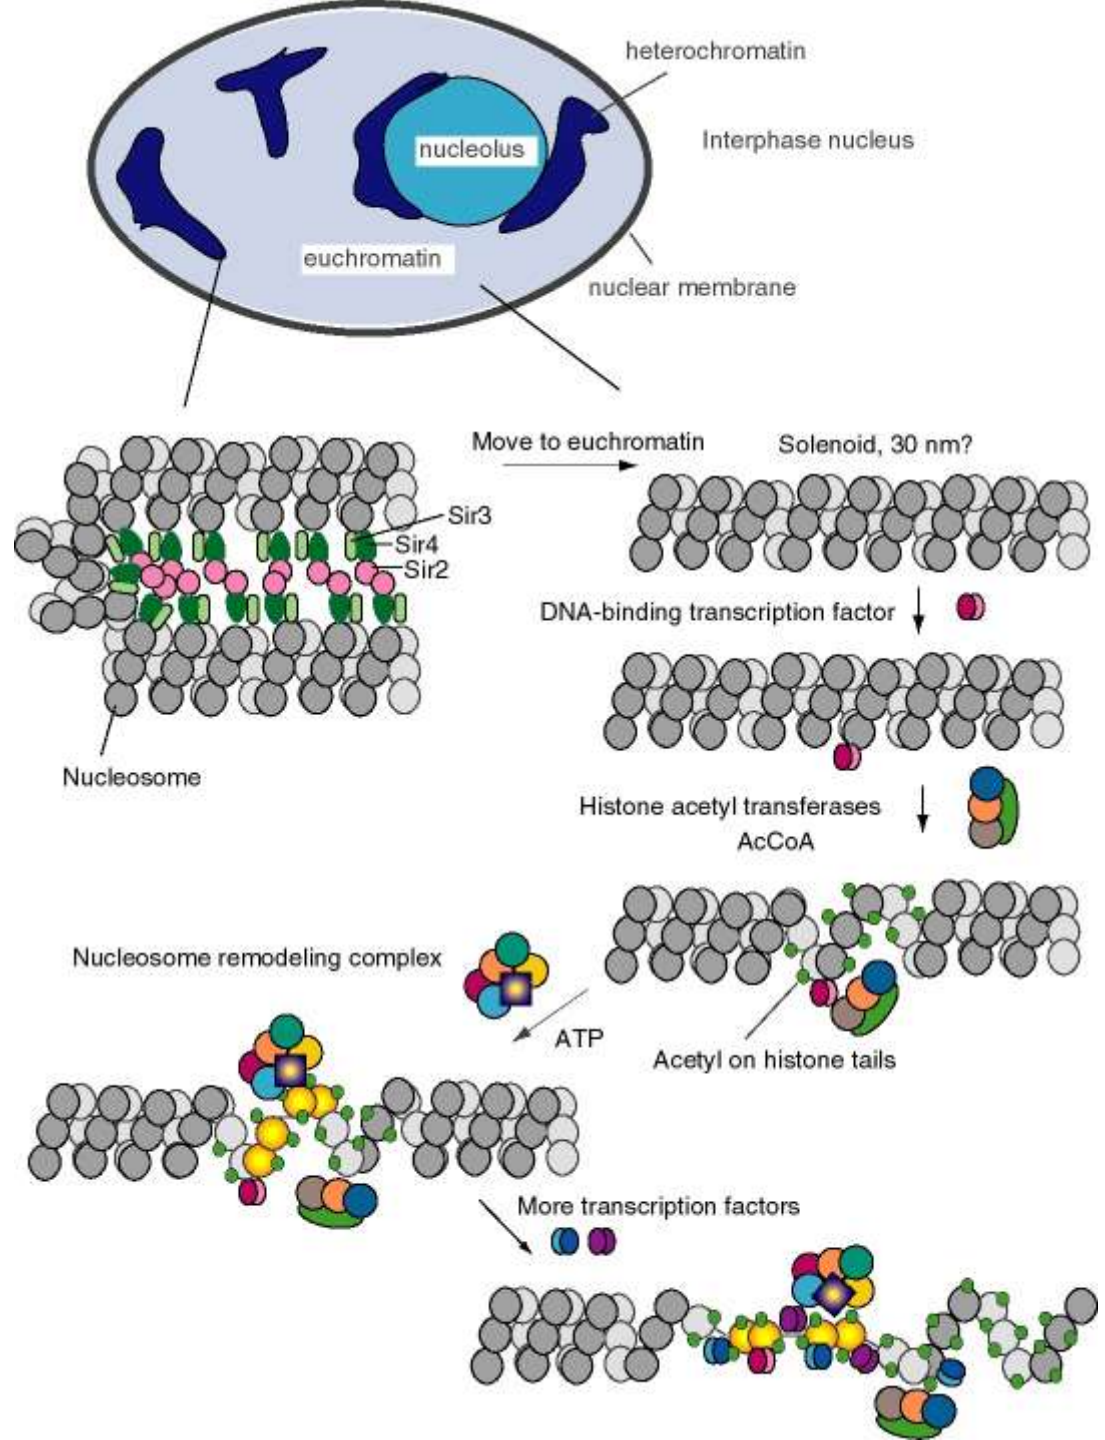 heterochromatin
nucleolus
Interphase nucleus
euchromatin
nuclear membrane
Move to euchromatin
Solenoid, 30 nm?
Sir3
Sir4
Sir2
DNA-binding transcription factor
Nucleosome
Histone acetyl transferases
AcCoA
Nucleosome remodeling complex
ATP
Acetyl on histone tails
More transcription factors